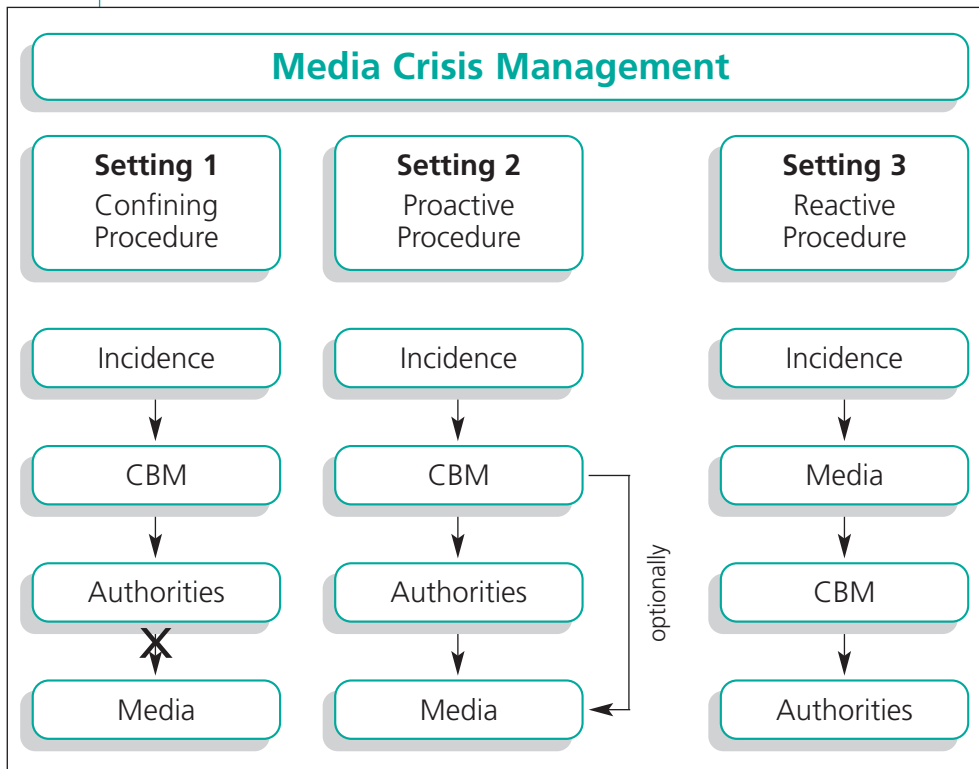 Media Crisis Management
Setting 1
Confining
Procedure
Incidence
CBM
Authorities
X
Media
Setting 2
Proactive
Procedure
Incidence
CBM
Authorities
Media
optionally
Setting 3
Reactive
Procedure
Incidence
Media
CBM
Authorities